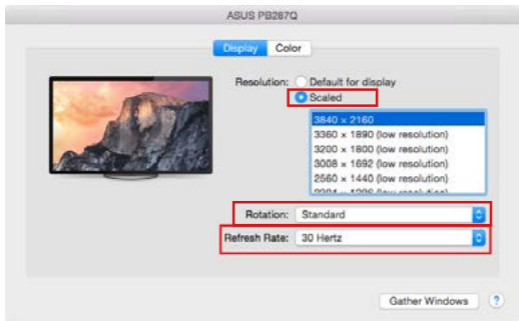 ASUS PB287Q
Display Color
Resolution: Default for display
Scaled
3840 × 2160
3360 × 1890 (low resolution)
3200 × 1800 (low resolution)
3008 × 1692 (low resolution)
2560 × 1440 (low resolution)
Rotation: Standard
Refresh Rate: 30 Hertz
Gather Windows ?